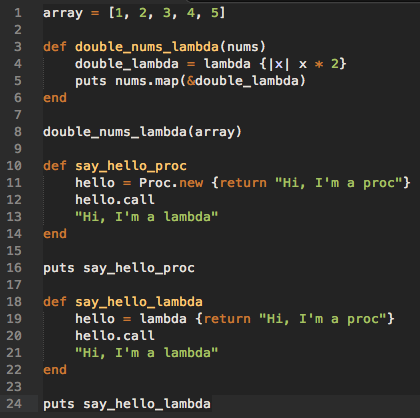 1 array = [1, 2, 3, 4, 5]
2
3 def double_nums_lambda(nums)
4     double_lambda = lambda {|x| x * 2}
5     puts nums.map(&double_lambda)
6 end
7
8 double_nums_lambda(array)
9
10 def say_hello_proc
11     hello = Proc.new {return "Hi, I'm a proc"}
12     hello.call
13     "Hi, I'm a lambda"
14 end
15
16 puts say_hello_proc
17
18 def say_hello_lambda
19     hello = lambda {return "Hi, I'm a proc"}
20     hello.call
21     "Hi, I'm a lambda"
22 end
23
24 puts say_hello_lambda